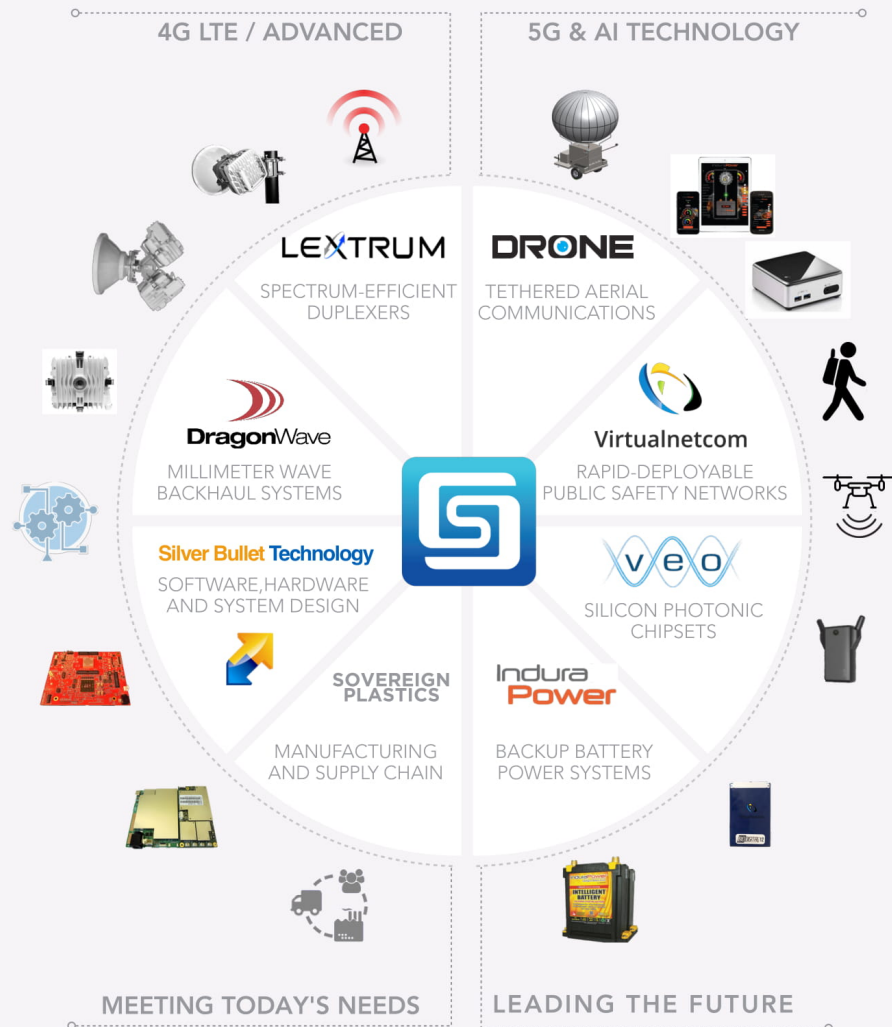 4G LTE / ADVANCED
5G & AI TECHNOLOGY
LEXTRUM
SPECTRUM-EFFICIENT
DUPLEXERS
DRONE
TETHERED AERIAL
COMMUNICATIONS
DragonWave
MILLIMETER WAVE
BACKHAUL SYSTEMS
Virtualnetcom
RAPID-DEPLOYABLE
PUBLIC SAFETY NETWORKS
Silver Bullet Technology
SOFTWARE,HARDWARE
AND SYSTEM DESIGN
veo
SILICON PHOTONIC
CHIPSETS
SOVEREIGN
PLASTICS
MANUFACTURING
AND SUPPLY CHAIN
Indura
Power
BACKUP BATTERY
POWER SYSTEMS
INTELLIGENT
BATTERY
MEETING TODAY'S NEEDS
LEADING THE FUTURE